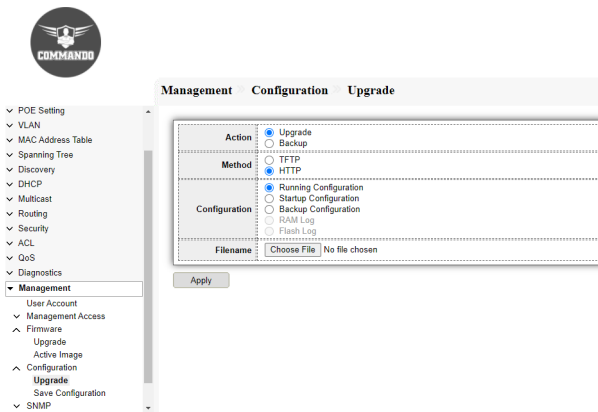 COMMANDO
Management Configuration Upgrade
POE Setting
VLAN
MAC Address Table
Spanning Tree
Discovery
DHCP
Multicast
Routing
Security
ACL
QoS
Diagnostics
Management
User Account
Management Access
Firmware
Upgrade
Active Image
Configuration
Upgrade
Save Configuration
SNMP
Action
Upgrade
Backup
Method
TFTP
HTTP
Configuration
Running Configuration
Startup Configuration
Backup Configuration
RAM Log
Flash Log
Filename Choose File No file chosen
Apply